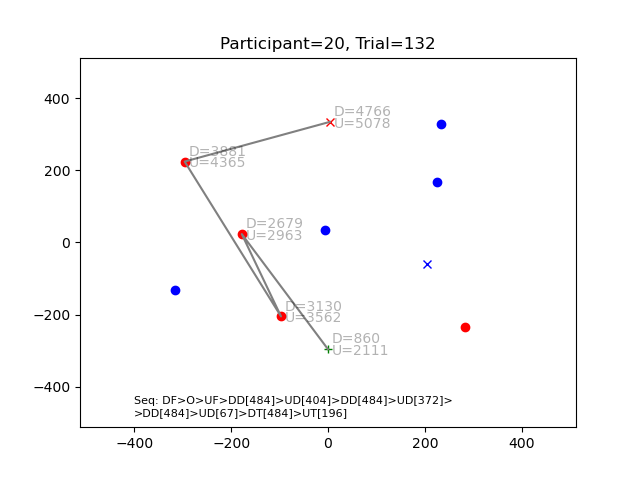 Participant=20, Trial=132
D=4766
U=5078
D=3881
U=4365
D=2679
U=2963
D=3130
U=3562
D=860
U=2111
400
200
0
−200
−400
Seq: DF>O>UF>DD[484]>UD[404]>DD[484]>UD[372]>
>DD[484]>UD[67]>DT[484]>UT[196]
−400 −200 0 200 400